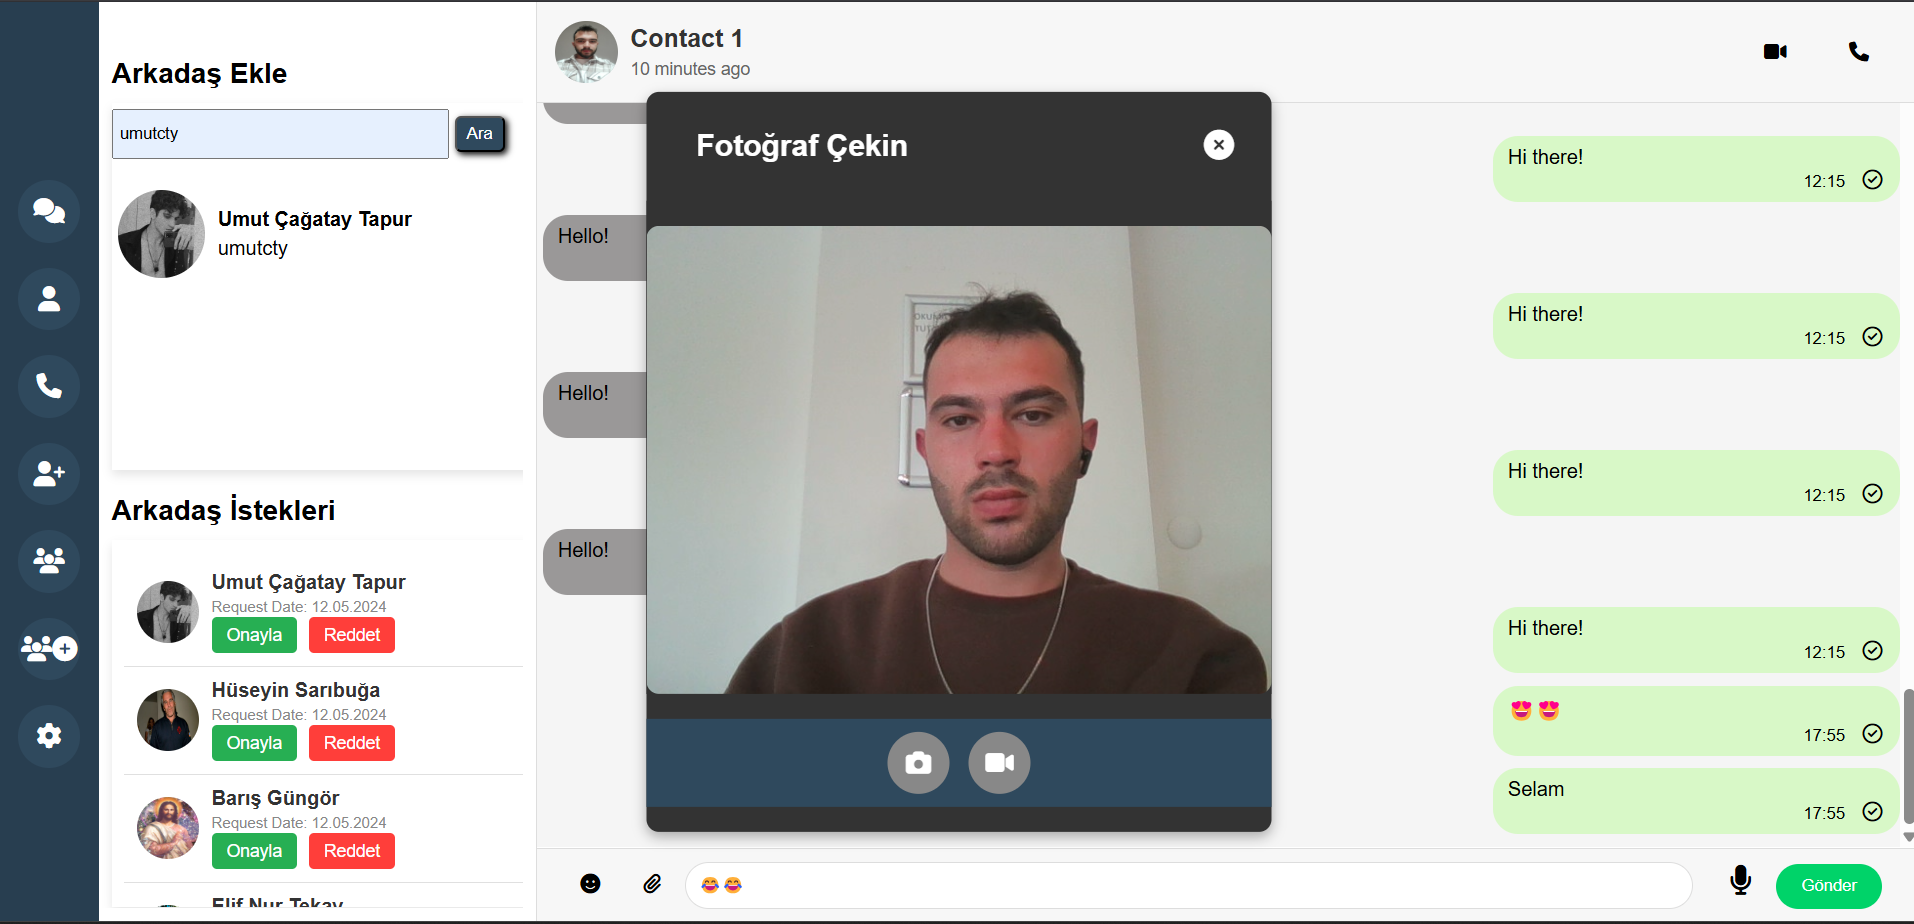 Arkadaş Ekle
umutcty
Ara
Umut Çağatay Tapur
umutcty
Arkadaş İstekleri
Umut Çağatay Tapur
Request Date: 12.05.2024
Onayla
Reddet
Hüseyin Sarıbuğa
Request Date: 12.05.2024
Onayla
Reddet
Barış Güngör
Request Date: 12.05.2024
Onayla
Reddet
Elif Nur Tekay
Contact 1
10 minutes ago
Hello!
Hello!
Hello!
Fotoğraf Çekin
Hi there!
12:15
Hi there!
12:15
Hi there!
12:15
Hi there!
12:15
😍 😍
17:55
Selam
17:55
😂 😂
Gönder